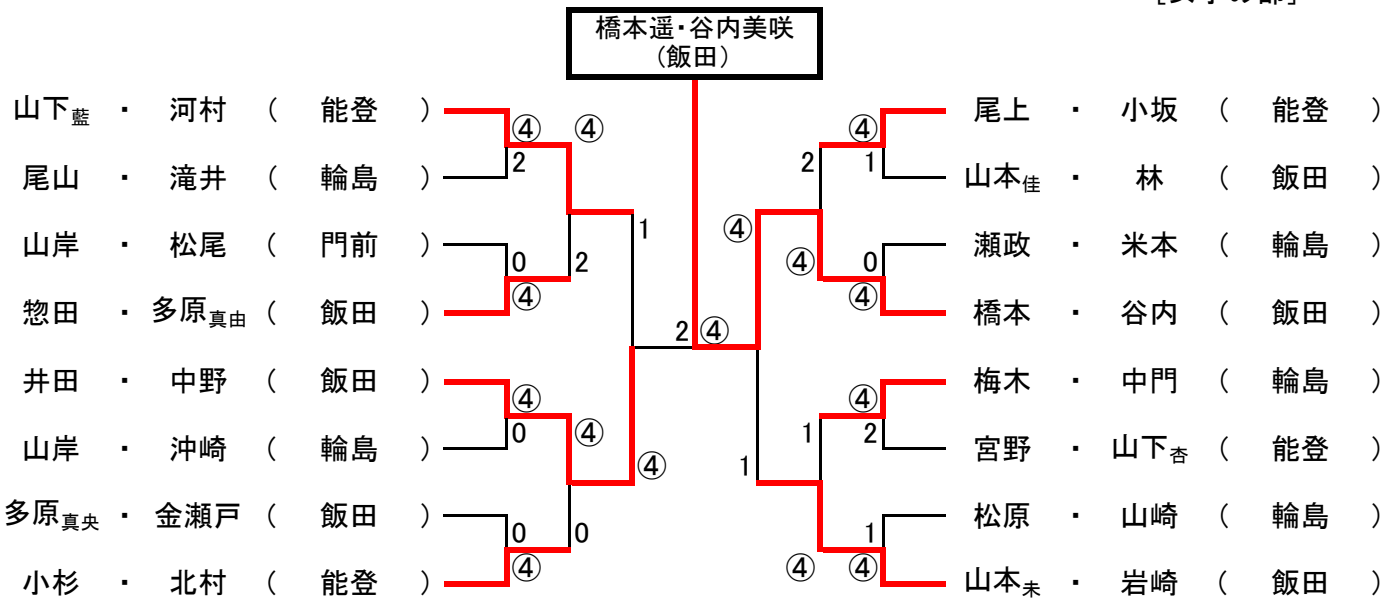 橋本遥・谷内美咲
（飯田）
山下藍 ・ 河村 （ 能登 ）
尾山 ・ 滝井 （ 輪島 ）
山岸 ・ 松尾 （ 門前 ）
惣田 ・ 多原真由 （ 飯田 ）
井田 ・ 中野 （ 飯田 ）
山岸 ・ 沖崎 （ 輪島 ）
多原真央 ・ 金瀬戸 （ 飯田 ）
小杉 ・ 北村 （ 能登 ）
④ ④
2
1
0 2
④
④
0 ④
④
0 0
④
2 ④
尾上 ・ 小坂 （ 能登 ）
山本佳 ・ 林 （ 飯田 ）
瀬政 ・ 米本 （ 輪島 ）
橋本 ・ 谷内 （ 飯田 ）
梅木 ・ 中門 （ 輪島 ）
宮野 ・ 山下杏 （ 能登 ）
松原 ・ 山崎 （ 輪島 ）
山本未 ・ 岩崎 （ 飯田 ）
④
2 1
④
④ 0
④
④
1 2
1
1
④ ④